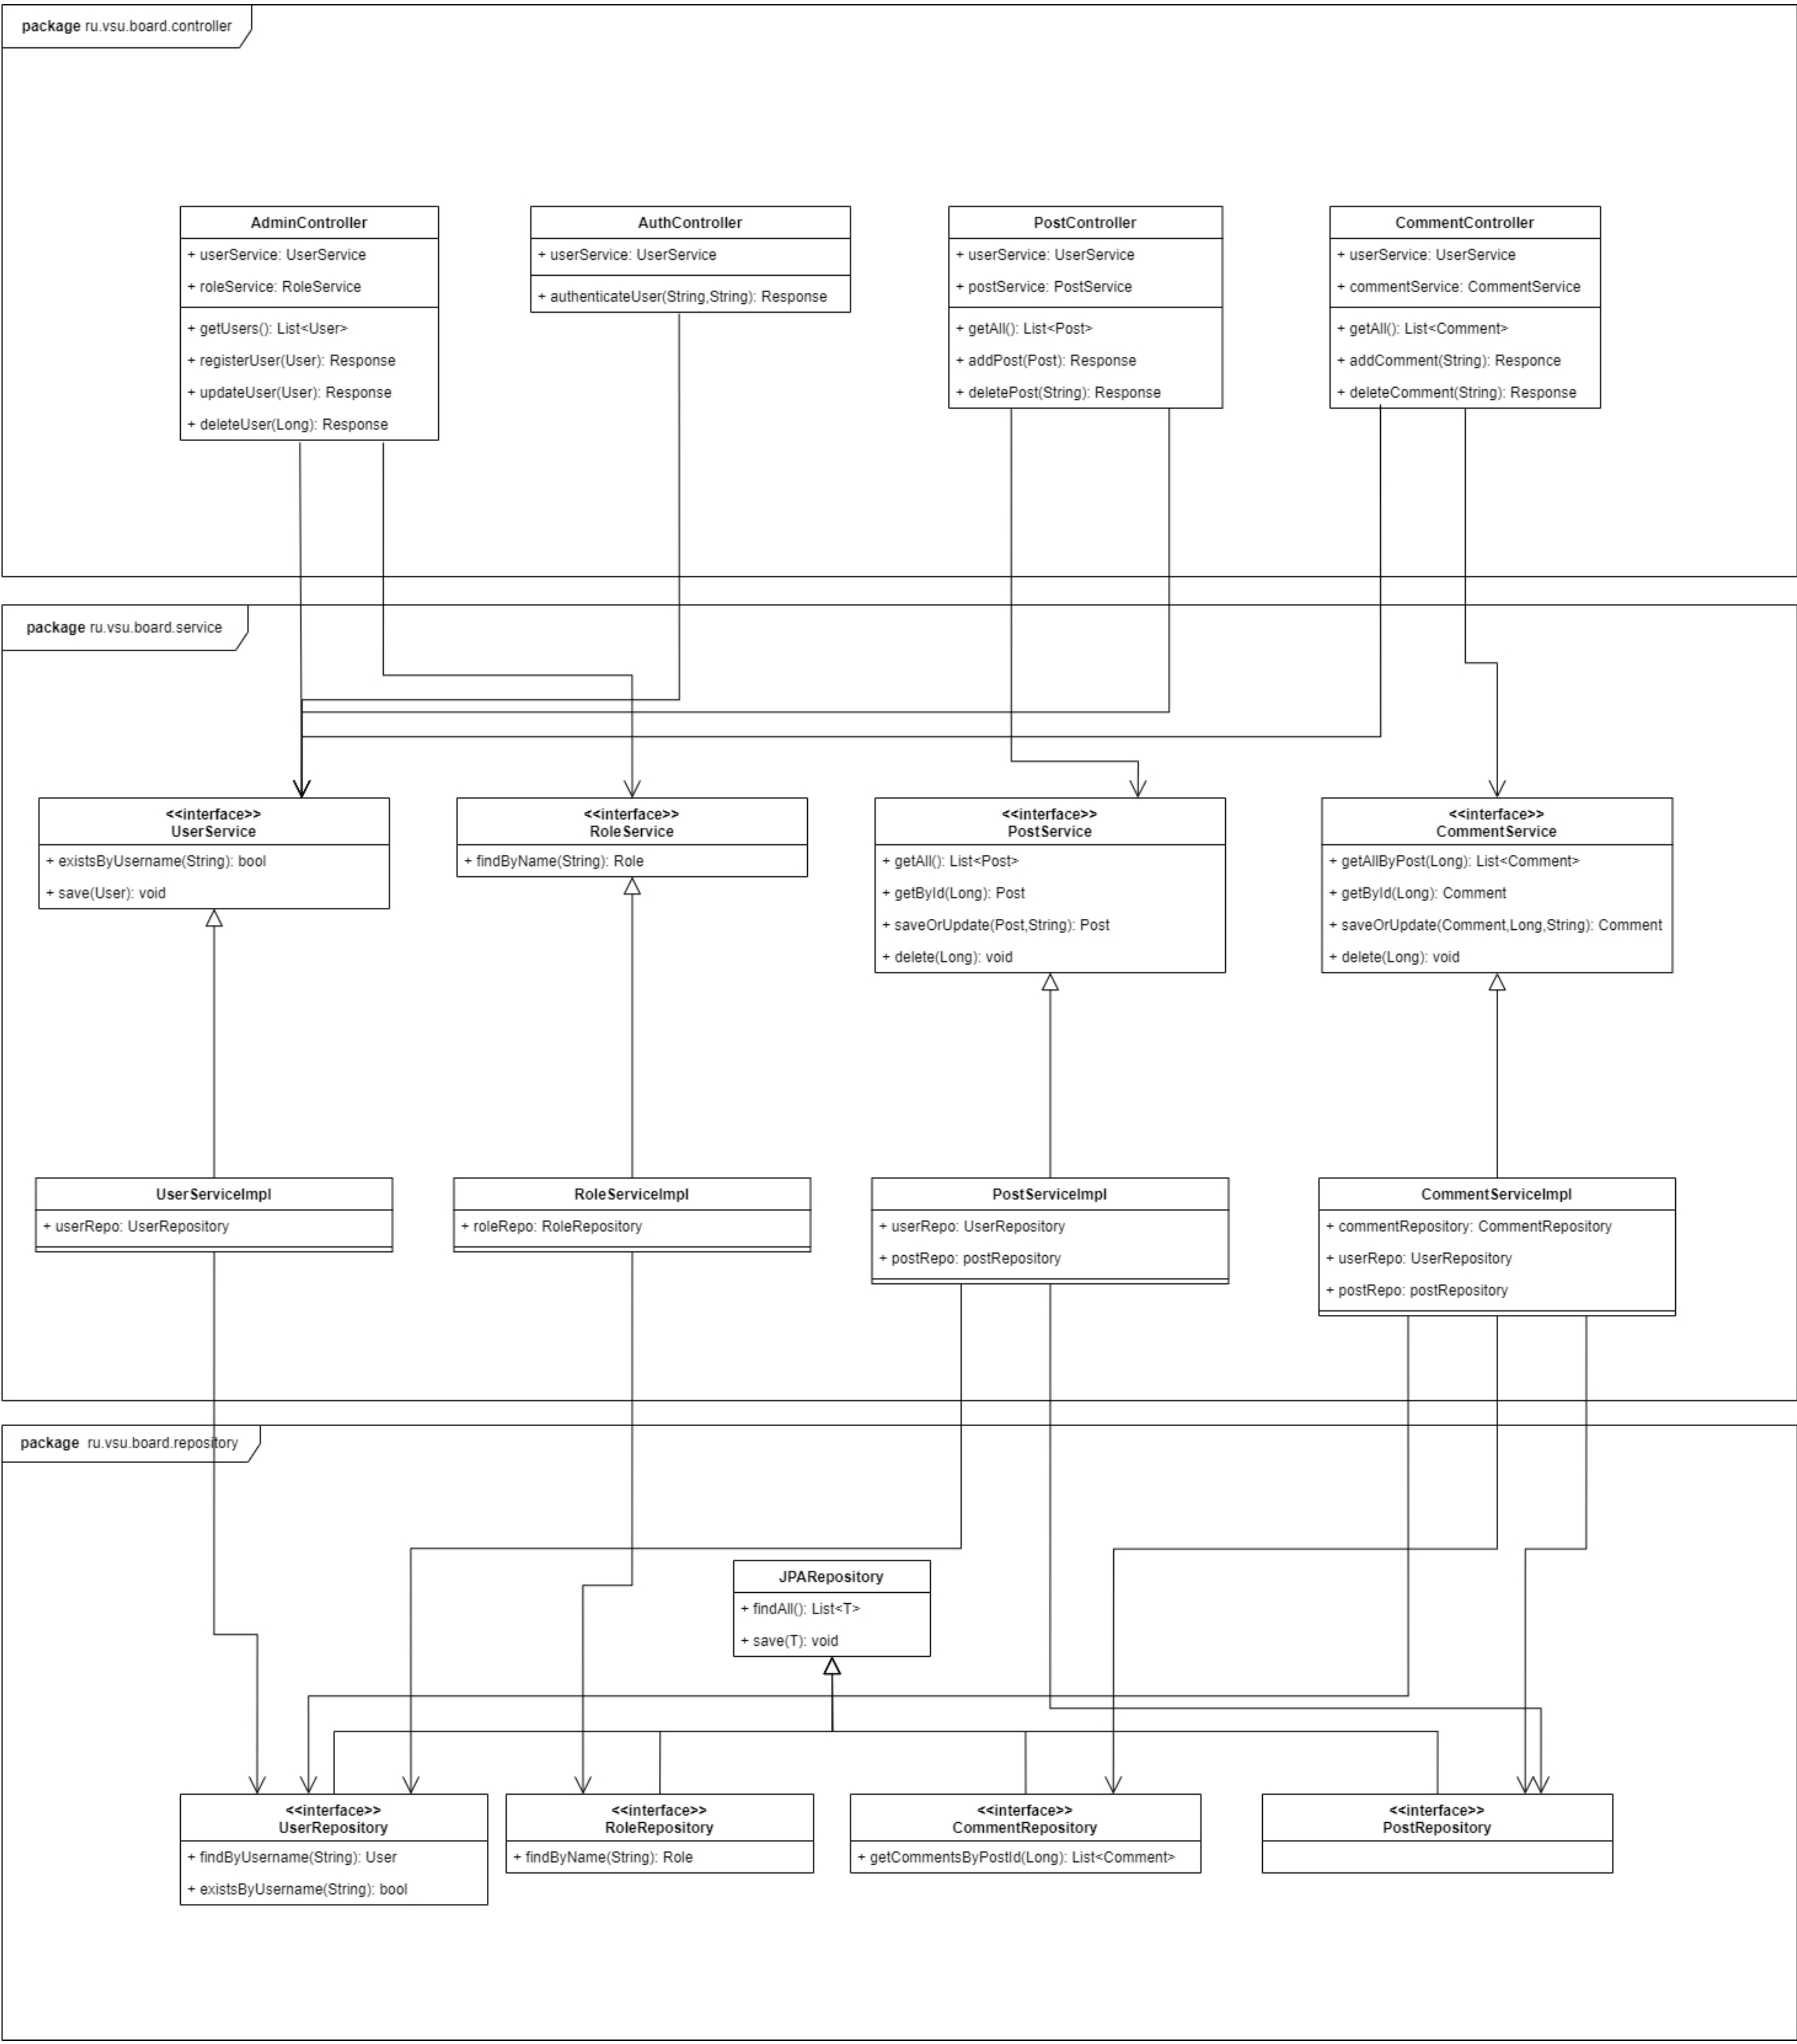 package ru.vsu.board.controller
AdminController
+ userService: UserService
+ roleService: RoleService
+ getUsers(): List<User>
+ registerUser(User): Response
+ updateUser(User): Response
+ deleteUser(Long): Response
AuthController
+ userService: UserService
+ authenticateUser(String,String): Response
PostController
+ userService: UserService
+ postService: PostService
+ getAll(): List<Post>
+ addPost(Post): Response
+ deletePost(String): Response
CommentController
+ userService: UserService
+ commentService: CommentService
+ getAll(): List<Comment>
+ addComment(String): Responce
+ deleteComment(String): Response
package ru.vsu.board.service
<<interface>>
UserService
+ existsByUsername(String): bool
+ save(User): void
<<interface>>
RoleService
+ findByName(String): Role
<<interface>>
PostService
+ getAll(): List<Post>
+ getById(Long): Post
+ saveOrUpdate(Post,String): Post
+ delete(Long): void
<<interface>>
CommentService
+ getAllByPost(Long): List<Comment>
+ getById(Long): Comment
+ saveOrUpdate(Comment,Long,String): Comment
+ delete(Long): void
UserServiceImpl
+ userRepo: UserRepository
RoleServiceImpl
+ roleRepo: RoleRepository
PostServiceImpl
+ userRepo: UserRepository
+ postRepo: postRepository
CommentServiceImpl
+ commentRepository: CommentRepository
+ userRepo: UserRepository
+ postRepo: postRepository
package ru.vsu.board.repository
JPARepository
+ findAll(): List<T>
+ save(T): void
<<interface>>
UserRepository
+ findByUsername(String): User
+ existsByUsername(String): bool
<<interface>>
RoleRepository
+ findByName(String): Role
<<interface>>
CommentRepository
+ getCommentsByPostId(Long): List<Comment>
<<interface>>
PostRepository